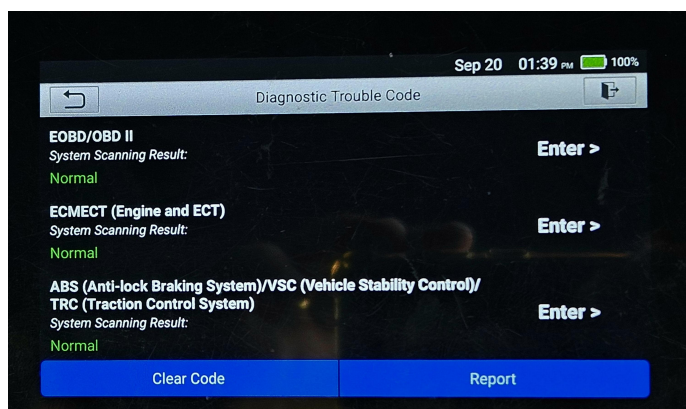 Sep 20 01:39 PM 100%
Diagnostic Trouble Code
EOBD/OBD II
System Scanning Result:
Normal
Enter >
ECMECT (Engine and ECT)
System Scanning Result:
Normal
Enter >
ABS (Anti-lock Braking System)/VSC (Vehicle Stability Control)/
TRC (Traction Control System)
System Scanning Result:
Normal
Enter >
Clear Code
Report